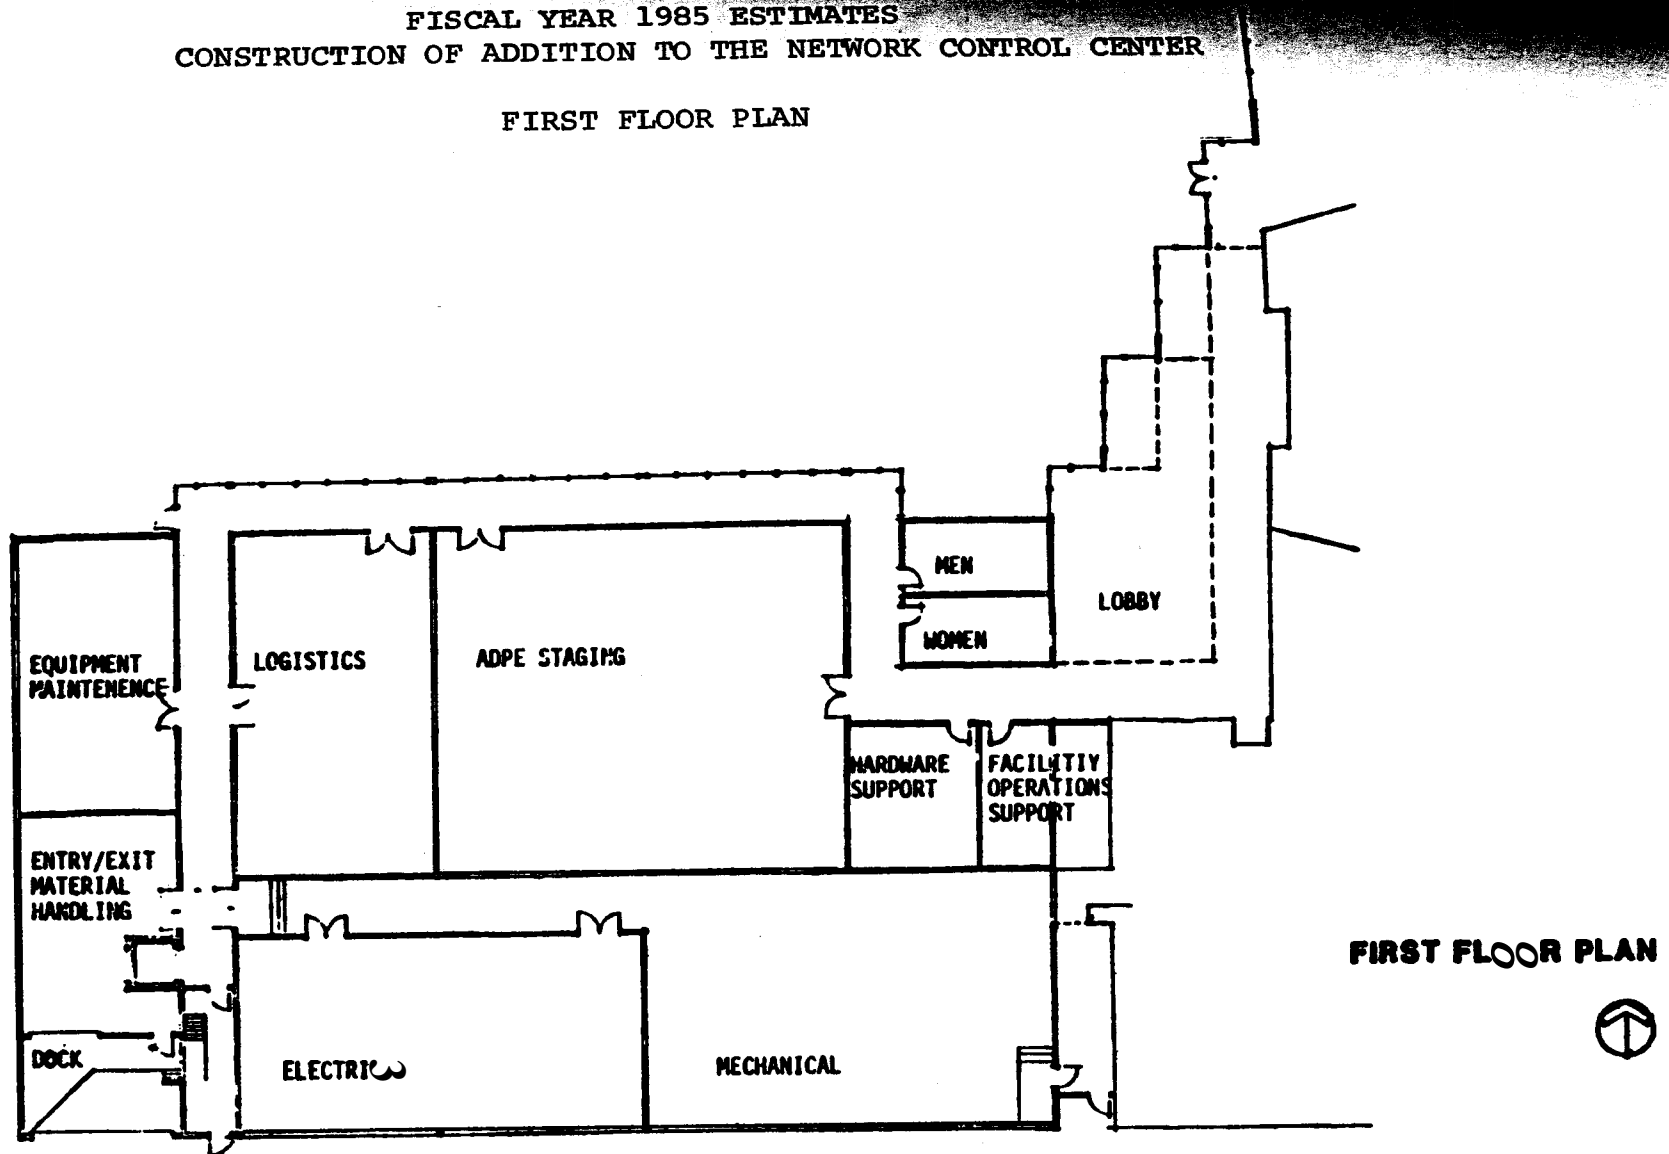 FISCAL YEAR 1985 ESTIMATES
CONSTRUCTION OF ADDITION TO THE NETWORK CONTROL CENTER
FIRST FLOOR PLAN
MEN
LOBBY
WOMEN
EQUIPMENT
MAINTENENCE
LOGISTICS
ADPE STAGING
HARDWARE
SUPPORT
FACILITIY
OPERATIONS
SUPPORT
ENTRY/EXIT
MATERIAL
HANDLING
FIRST FLOOR PLAN
DOCK
ELECTRIC
MECHANICAL